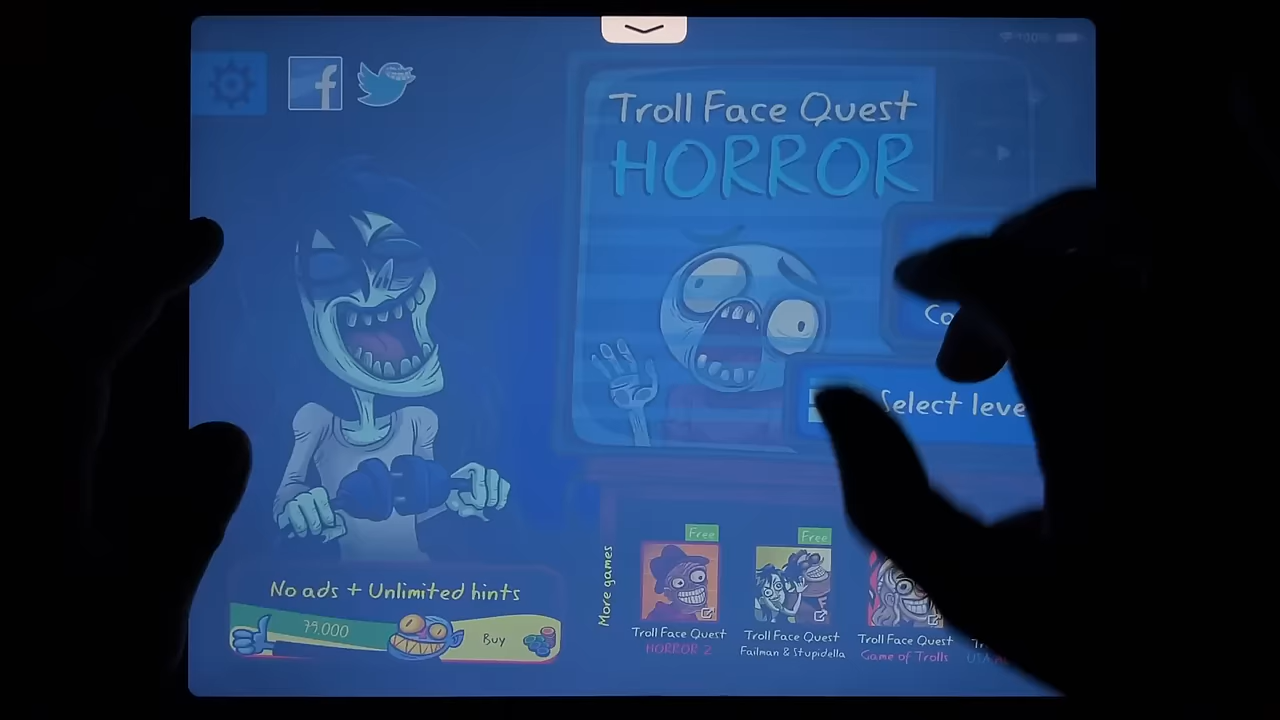 Troll Face Quest
HORROR
Co
Select leve
No ads + Unlimited hints
79.000
Buy
More games
Free
Troll Face Quest
HORROR 2
Free
Troll Face Quest
Failman & Stupidella
Troll Face Quest
Game of Trolls